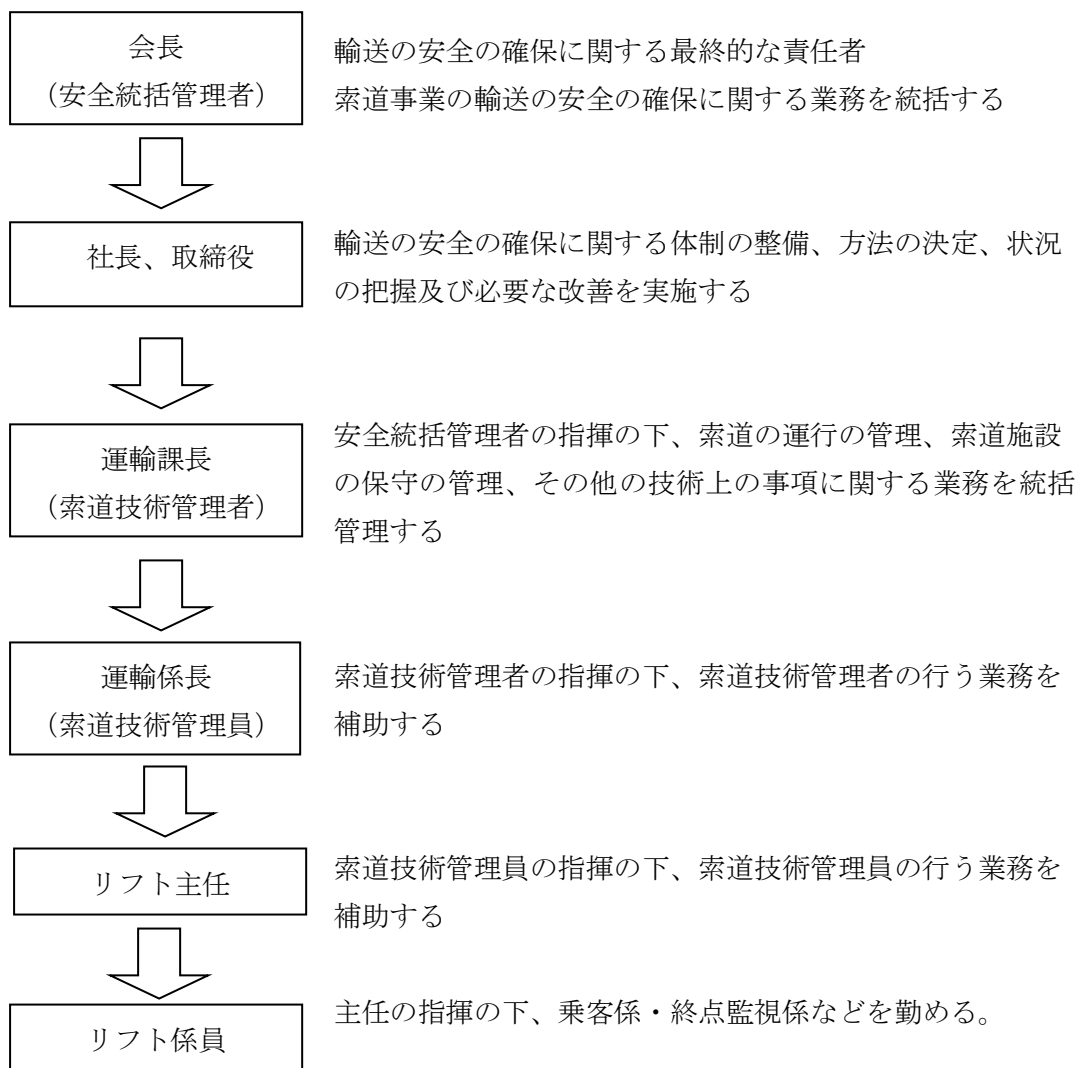 会長
(安全統括管理者)
輸送の安全の確保に関する最終的な責任者
索道事業の輸送の安全の確保に関する業務を統括する
社長、取締役
輸送の安全の確保に関する体制の整備、方法の決定、状況
の把握及び必要な改善を実施する
運輸課長
(索道技術管理者)
安全統括管理者の指揮の下、索道の運行の管理、索道施設
の保守の管理、その他の技術上の事項に関する業務を統括
管理する
運輸係長
(索道技術管理員)
索道技術管理者の指揮の下、索道技術管理者の行う業務を
補助する
リフト主任
索道技術管理員の指揮の下、索道技術管理員の行う業務を
補助する
リフト係員
主任の指揮の下、乗客係・終点監視係などを勤める。